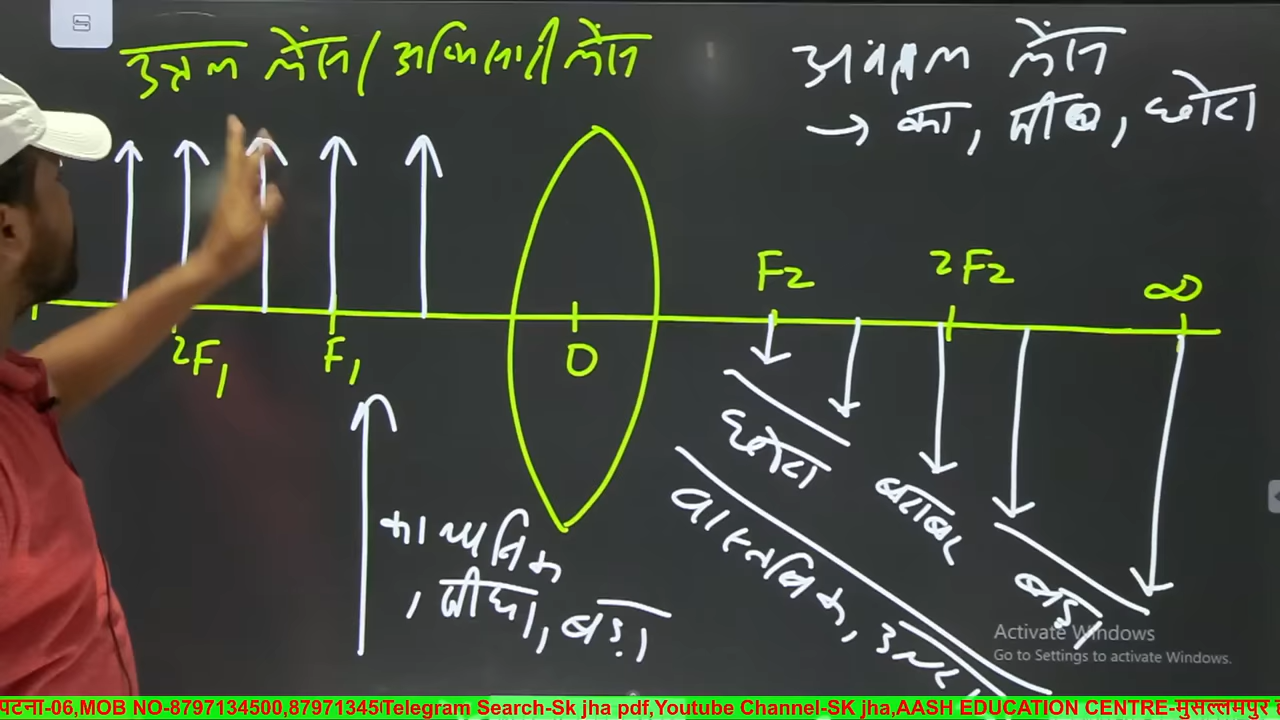 उत्तल लेंस/अभिसारी लेंस
अवतल लेंस
→ का, सीधा, छोटा
F2
2F2
∞
2F1
F1
O
छोटा
बराबर
बड़ा
काल्पनिक
, सीधा, बड़ा
वास्तविक, उल्टा
Activate Windows
Go to Settings to activate Windows.
पटना-06,MOB NO-8797134500,879713450Telegram Search-Sk jha pdf,Youtube Channel-SK jha,AASH EDUCATION CENTRE-मुसल्लमपुर ह